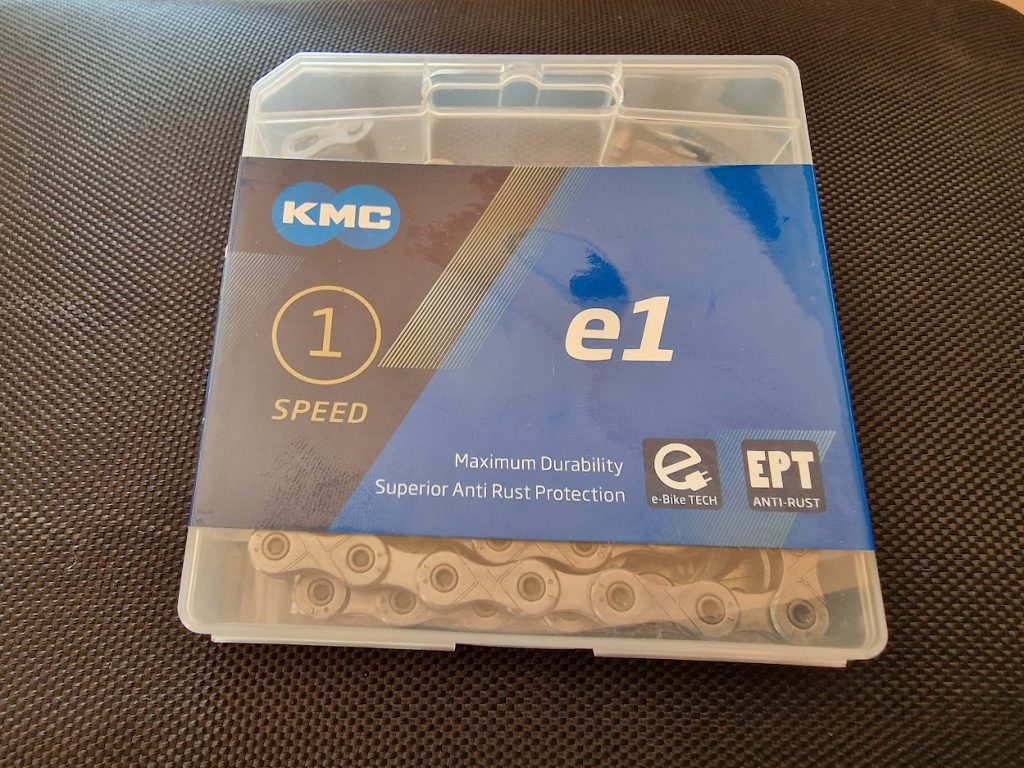 KMC
1
SPEED
e1
Maximum Durability
Superior Anti Rust Protection
e
e-Bike TECH
EPT
ANTI-RUST